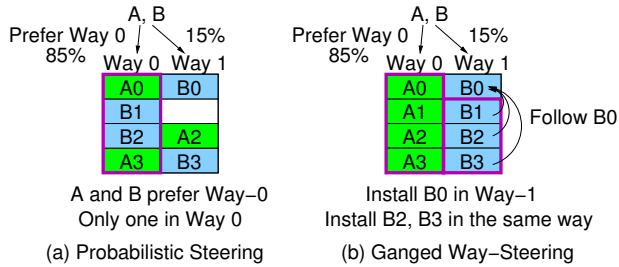 A, B
Prefer Way 0
85%
15%
Way 0 Way 1
A0 B0
B1
B2 A2
A3 B3
A and B prefer Way-0
Only one in Way 0
(a) Probabilistic Steering
A, B
Prefer Way 0
85%
15%
Way 0 Way 1
A0 B0
A1 B1
A2 B2
A3 B3
Follow B0
Install B0 in Way-1
Install B2, B3 in the same way
(b) Ganged Way-Steering